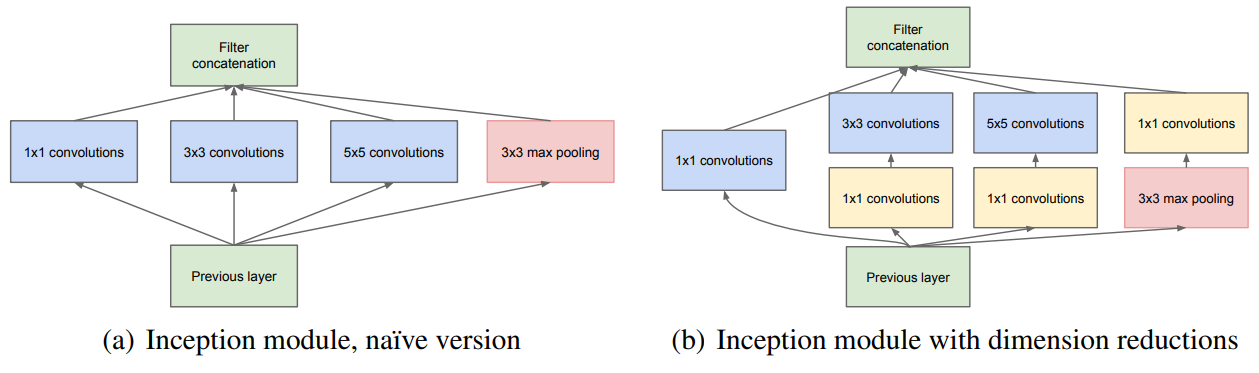 Filter
concatenation
1x1 convolutions
3x3 convolutions
5x5 convolutions
3x3 max pooling
Previous layer
(a) Inception module, naïve version
Filter
concatenation
1x1 convolutions
3x3 convolutions
5x5 convolutions
1x1 convolutions
1x1 convolutions
1x1 convolutions
3x3 max pooling
Previous layer
(b) Inception module with dimension reductions